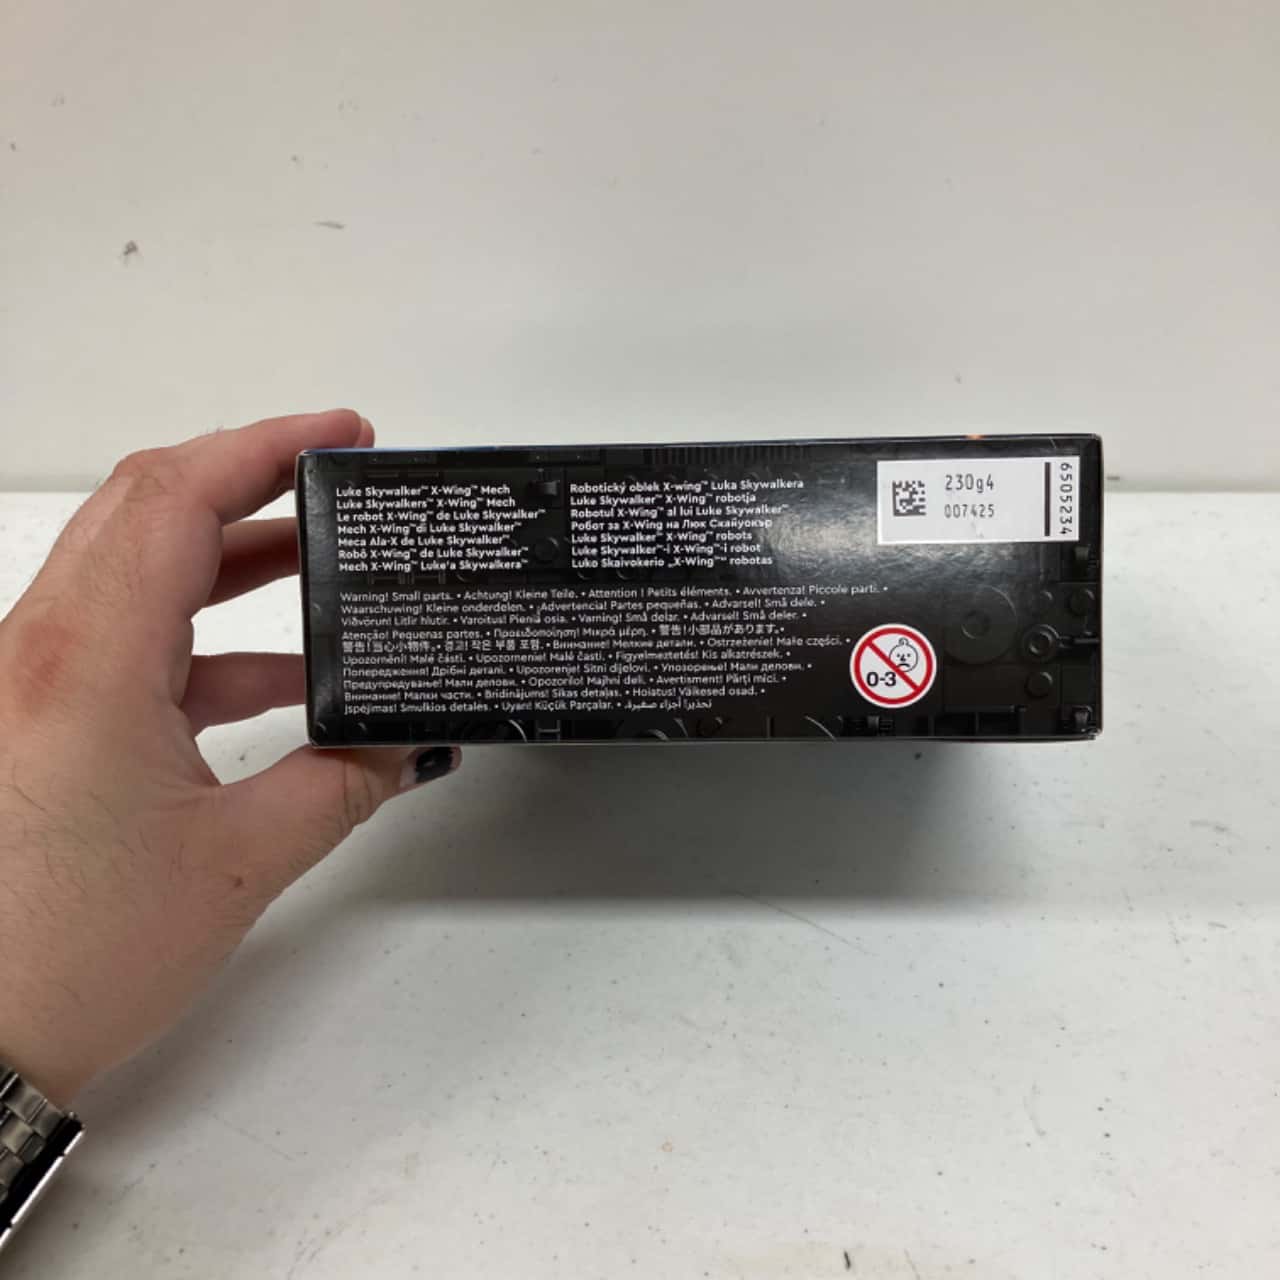 Luke Skywalker™ X-Wing™ Mech
Luke Skywalkers™ X-Wing™ Mech
Le robot X-Wing™ de Luke Skywalker™
Mech X-Wing™ di Luke Skywalker™
Meca Ala-X de Luke Skywalker™
Robô X-Wing™ de Luke Skywalker™
Mech X-Wing™ Luke'a Skywalkera™
Robotický oblek X-wing™ Luka Skywalkera
Luke Skywalker™ X-Wing™ robotja
Robotul X-Wing™ al lui Luke Skywalker™
Робот за X-Wing на Люк Скайуокър
Luke Skywalker™ X-Wing™ robots
Luke Skywalker™-i X-Wing™-i robot
Luko Skaivokerio „X-Wing™“ robotas
230g4
007425
6505234
Warning! Small parts. • Achtung! Kleine Teile. • Attention ! Petits éléments. • Avvertenza! Piccole parti. •
Waarschuwing! Kleine onderdelen. • ¡Advertencia! Partes pequeñas. • Advarsel! Små dele. •
Viðvörun! Litlir hlutir. • Varoitus! Pieniä osia. • Varning! Små delar. • Advarsel! Små deler. •
Atenção! Pequenas partes. • Προειδοποίηση! Μικρά μέρη. • 警告!小部品があります。•
警告!当心小物件。• 경고! 작은 부품 포함. • Внимание! Мелкие детали. • Ostrzeżenie! Małe części. •
Upozornění! Malé části. • Upozornenie! Malé časti. • Figyelmeztetés! Kis alkatrészek. •
Попередження! Дрібні деталі. • Upozorenje! Sitni dijelovi. • Упозорење! Мали делови. •
Предупредување! Мали делови. • Opozorilo! Majhni deli. • Avertisment! Părți mici. •
Внимание! Малки части. • Brīdinājums! Sīkas detaļas. • Hoiatus! Väikesed osad. •
Įspėjimas! Smulkios detalės. • Uyarı! Küçük Parçalar. • تحذير! أجزاء صغيرة.
0-3